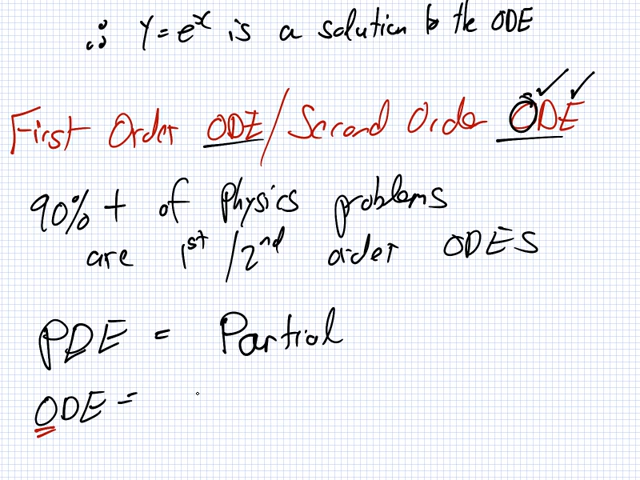 ∴ y = eˣ is a solution to the ODE
First Order ODE/Second Order ODE
90% + of Physics problems
are 1st/2nd order ODES
PDE = Partial
ODE =